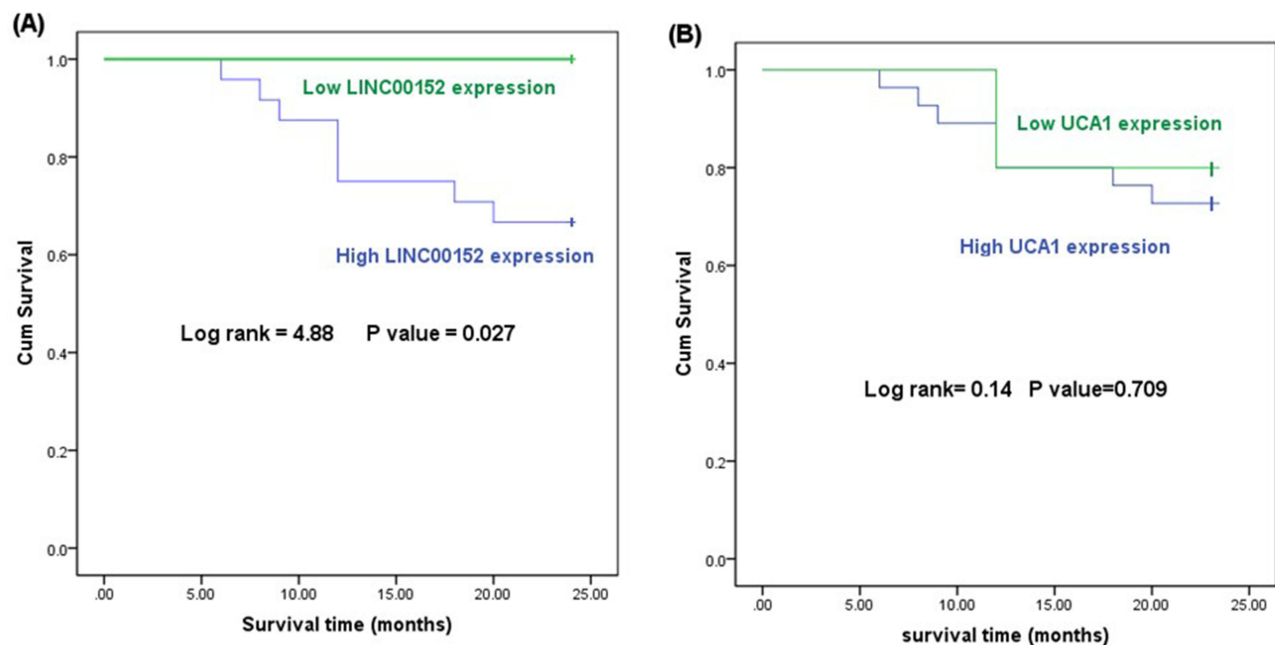 (A)
1.0
0.8
0.6
0.4
0.2
0.0
Cum Survival
Low LINC00152 expression
High LINC00152 expression
Log rank = 4.88 P value = 0.027
.00 5.00 10.00 15.00 20.00 25.00
Survival time (months)
(B)
1.0
0.8
0.6
0.4
0.2
0.0
Cum Survival
Low UCA1 expression
High UCA1 expression
Log rank= 0.14 P value=0.709
.00 5.00 10.00 15.00 20.00 25.00
survival time (months)